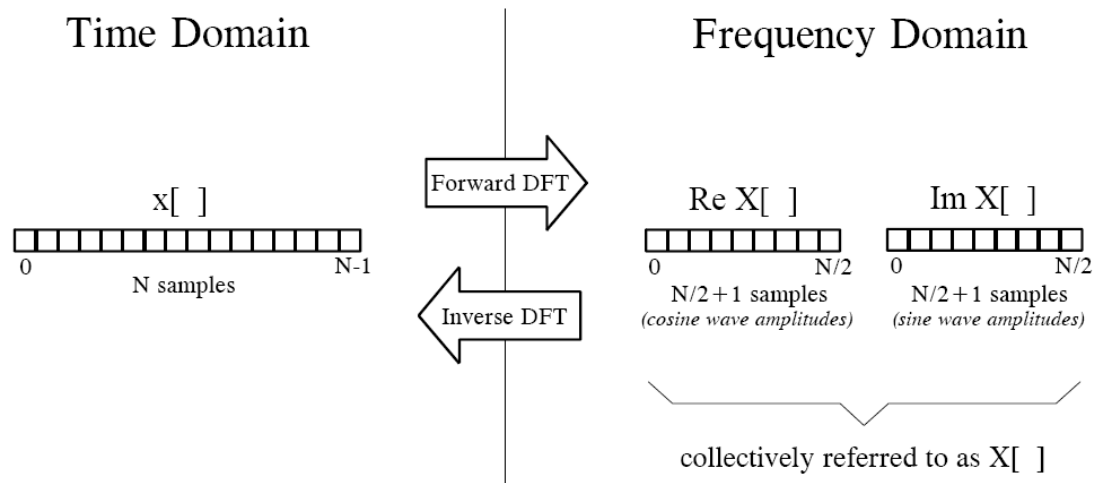 Time Domain
Frequency Domain
Forward DFT
x[ ]
Re X[ ]
Im X[ ]
0
N-1
N samples
0
N/2
0
N/2
N/2+1 samples
(cosine wave amplitudes)
N/2+1 samples
(sine wave amplitudes)
Inverse DFT
collectively referred to as X[ ]